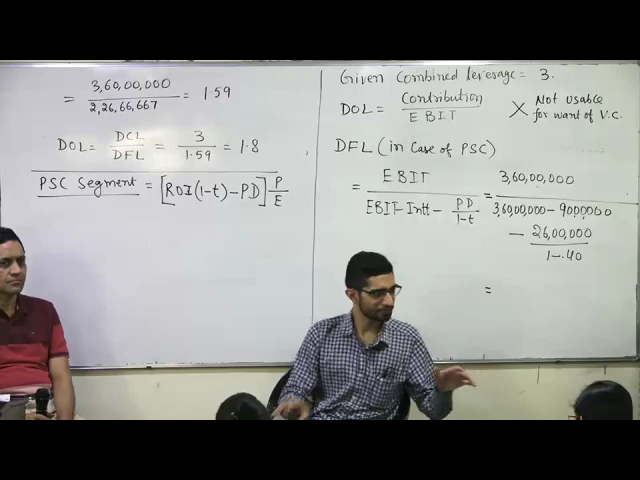 = 3,60,00,000 / 2,26,66,667 = 1.59
DOL = DCL / DFL = 3 / 1.59 = 1.8
PSC Segment = [ROI(1-t)-PD] P/E
Given Combined leverage = 3.
DOL = Contribution / EBIT X Not usable for want of V.C.
DFL (in Case of PSC)
= EBIT / EBIT-Intt- PD/1-t = 3,60,00,000 / 3,60,00,000 - 9000000 - 26,00,000 / 1-.40
=